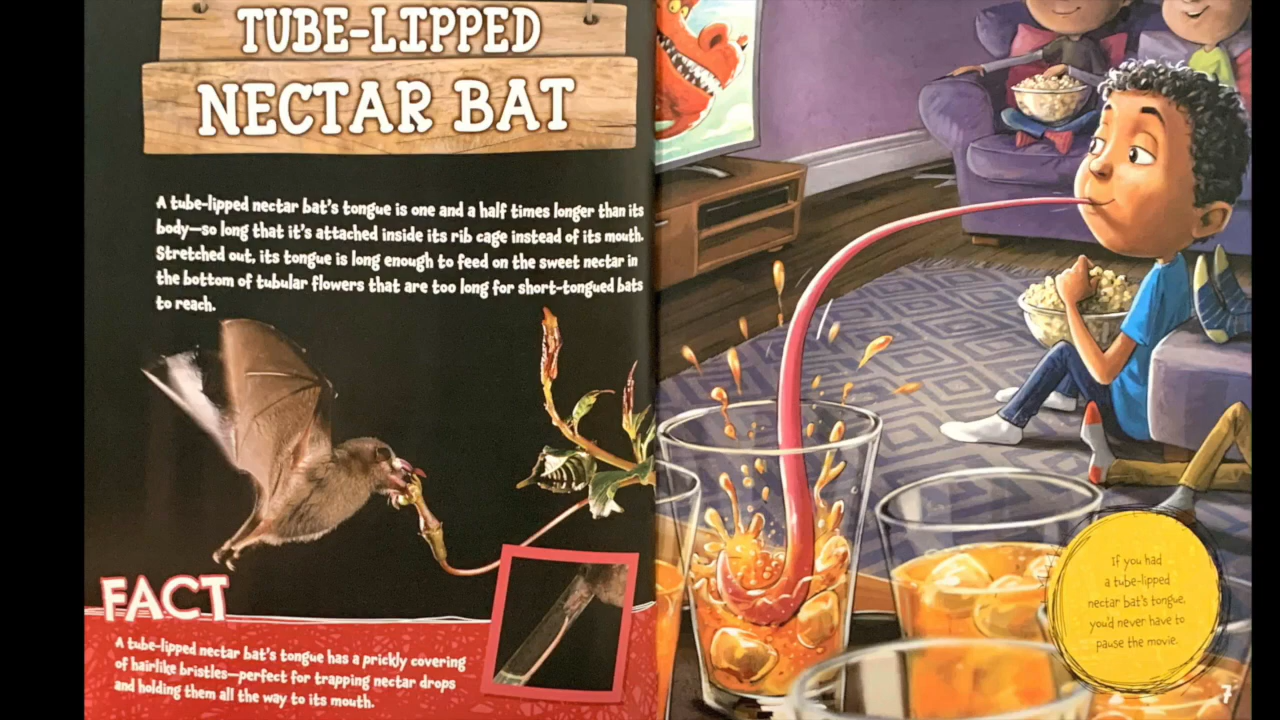 TUBE-LIPPED
NECTAR BAT
A tube-lipped nectar bat's tongue is one and a half times longer than its
body—so long that it's attached inside its rib cage instead of its mouth.
Stretched out, its tongue is long enough to feed on the sweet nectar in
the bottom of tubular flowers that are too long for short-tongued bats
to reach.
FACT
A tube-lipped nectar bat's tongue has a prickly covering
of hairlike bristles—perfect for trapping nectar drops
and holding them all the way to its mouth.
If you had
a tube-lipped
nectar bat's tongue,
you'd never have to
pause the movie.
7